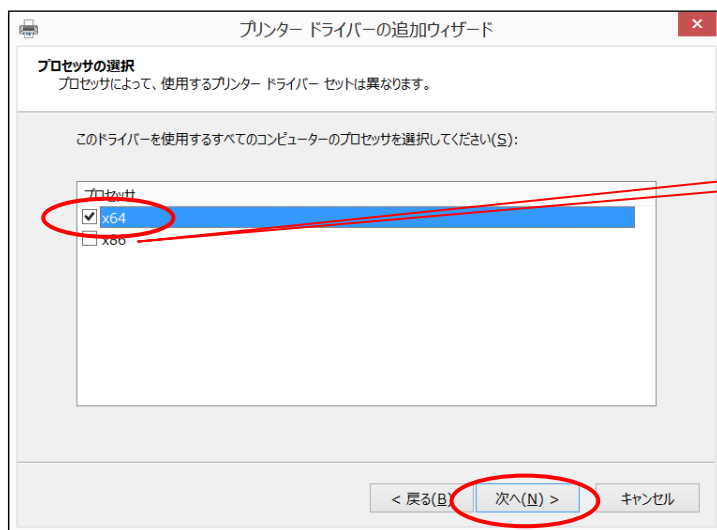 プリンター ドライバーの追加ウィザード
プロセッサの選択
プロセッサによって、使用するプリンター ドライバー セットは異なります。
このドライバーを使用するすべてのコンピューターのプロセッサを選択してください(S):
プロセッサ
x64
x86
< 戻る(B)
次へ(N) >
キャンセル